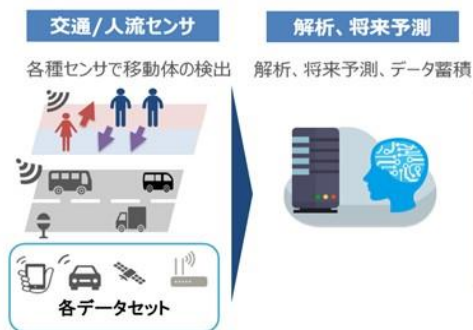 交通/人流センサ
解析、将来予測
各種センサで移動体の検出
解析、将来予測、データ蓄積
各データセット